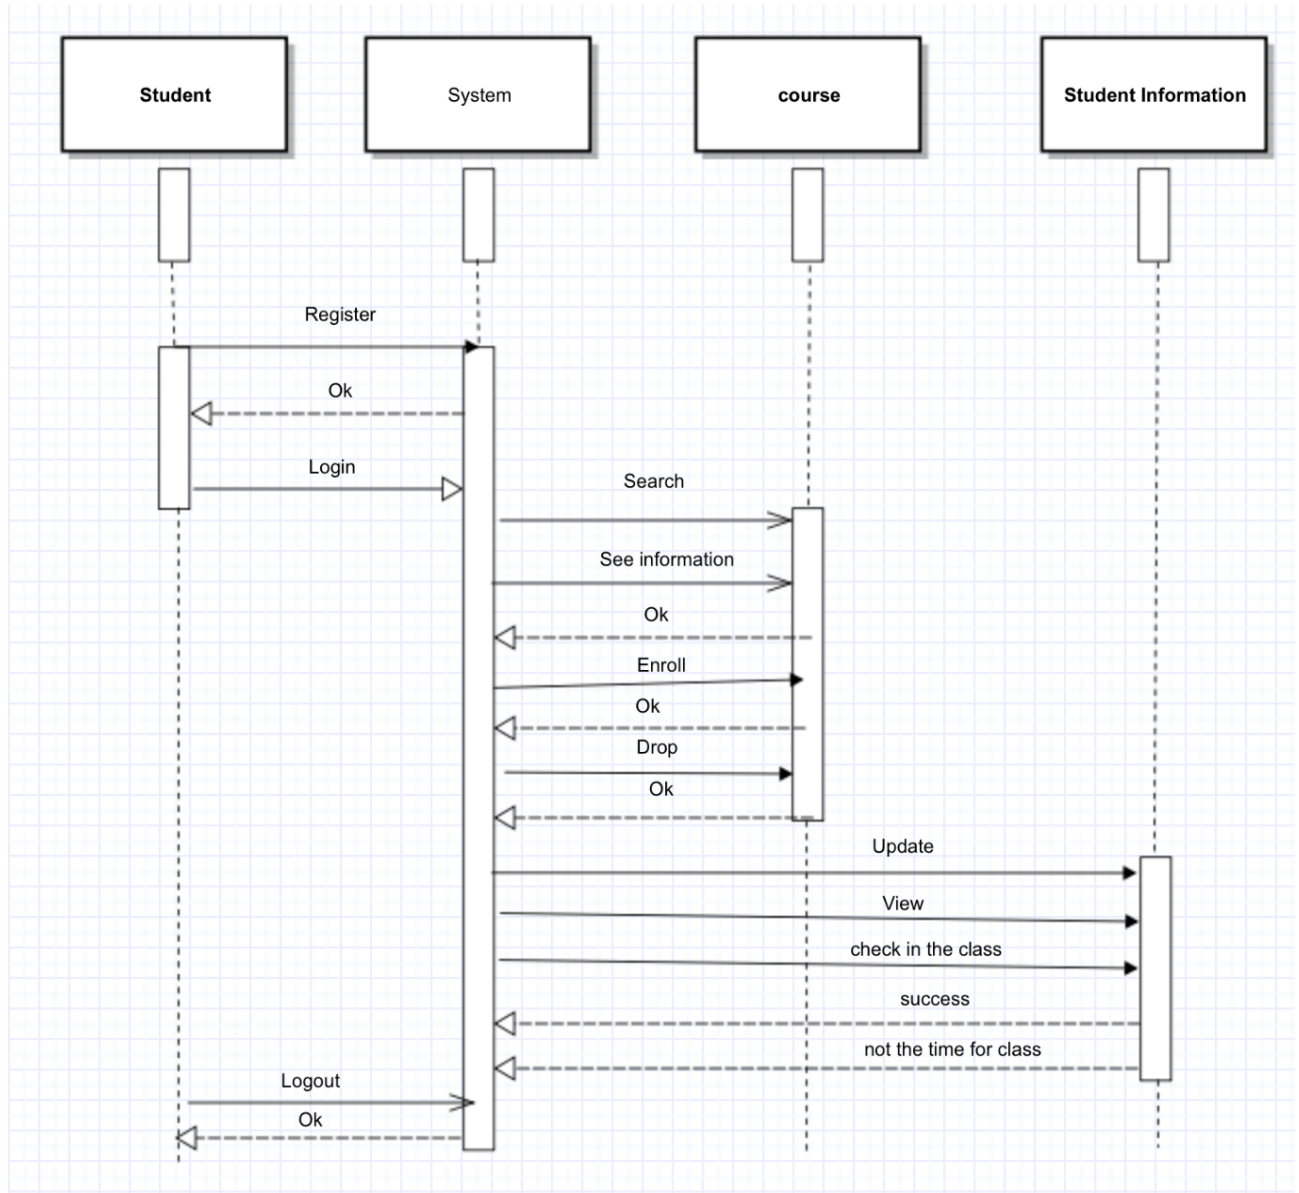 Student
System
course
Student Information
Register
Ok
Login
Search
See information
Ok
Enroll
Ok
Drop
Ok
Update
View
check in the class
success
not the time for class
Logout
Ok